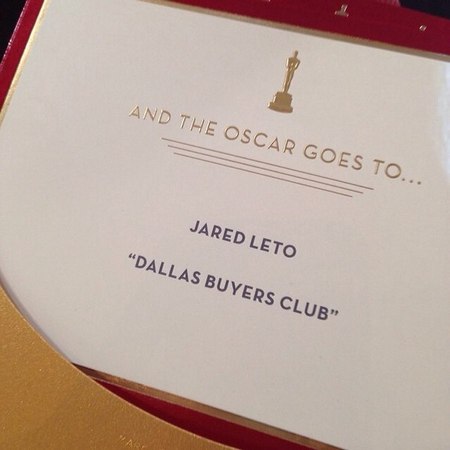 AND THE OSCAR GOES TO...
JARED LETO
"DALLAS BUYERS CLUB"